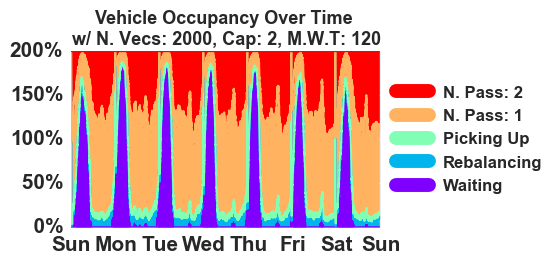 Vehicle Occupancy Over Time
w/ N. Vecs: 2000, Cap: 2, M.W.T: 120
200%
150%
100%
50%
0%
Sun Mon Tue Wed Thu Fri Sat Sun
N. Pass: 2
N. Pass: 1
Picking Up
Rebalancing
Waiting